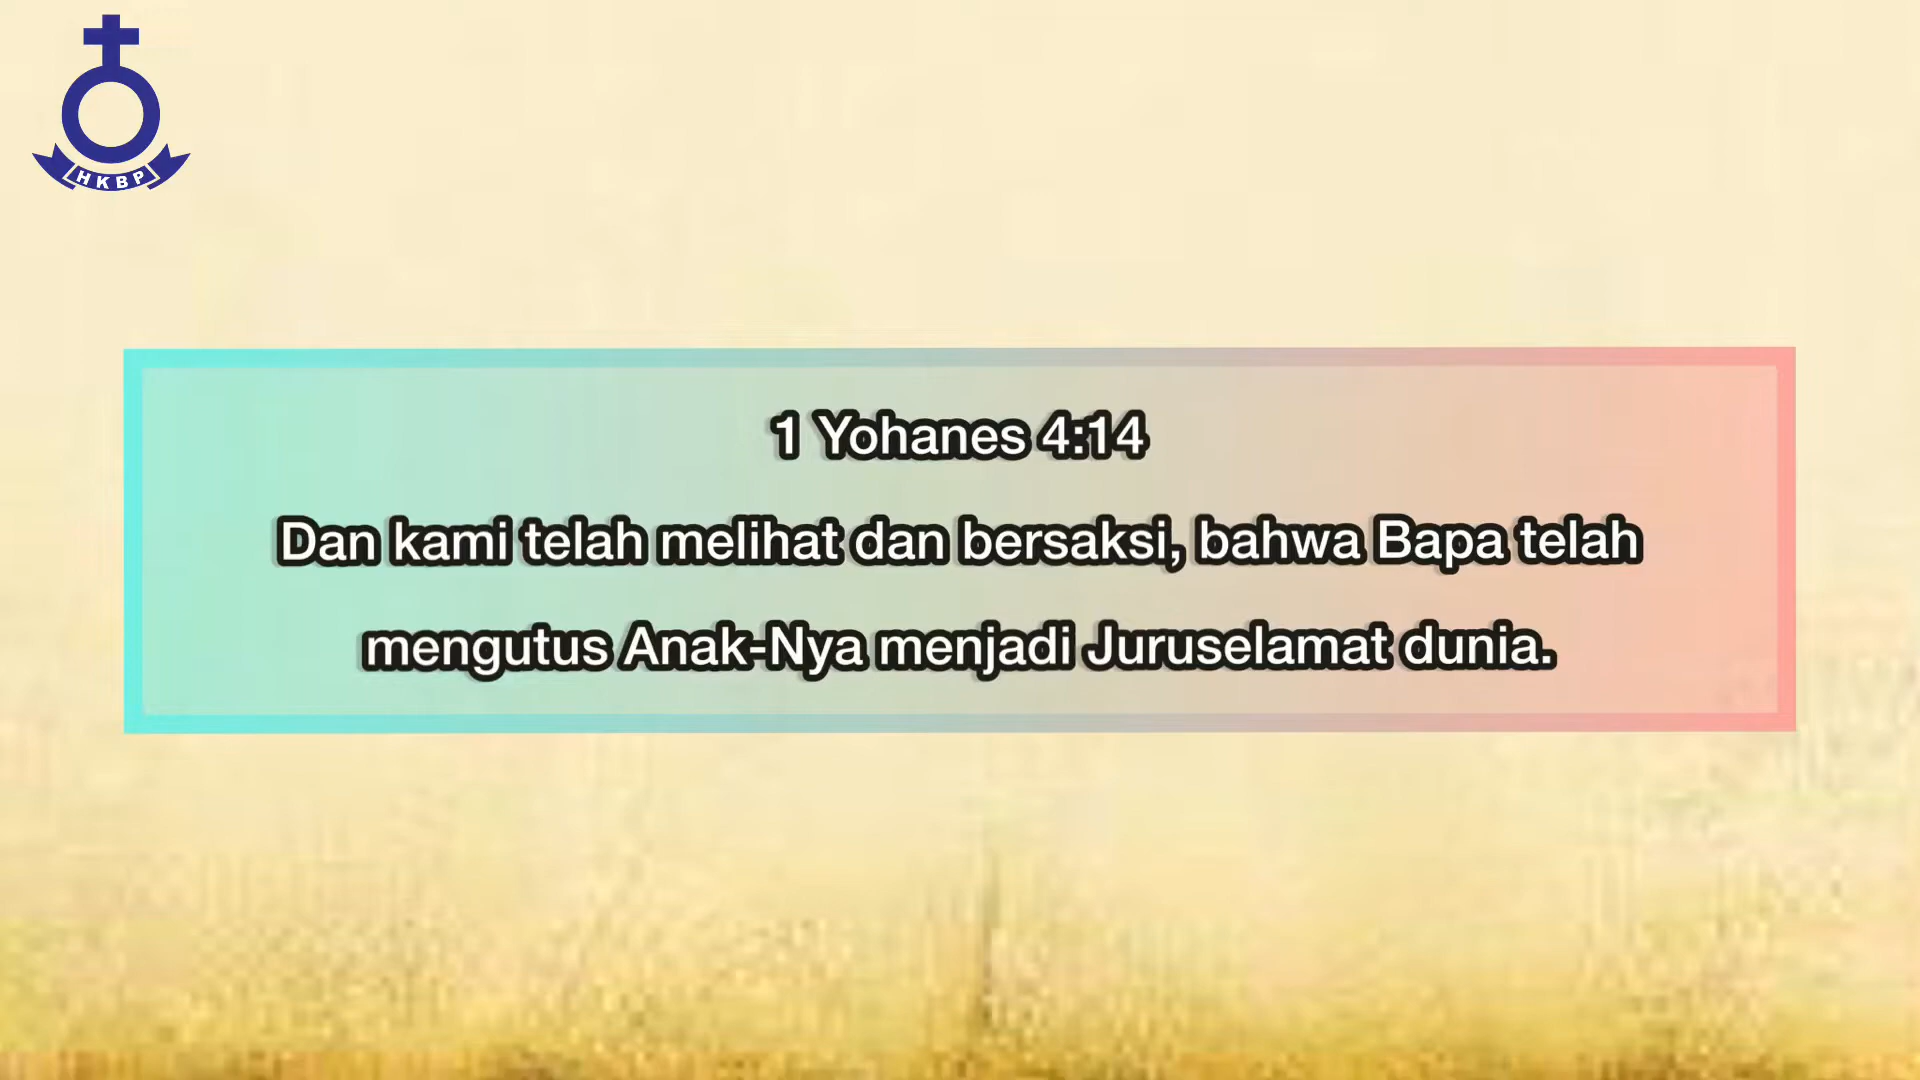 HKBP
1 Yohanes 4:14
Dan kami telah melihat dan bersaksi, bahwa Bapa telah
mengutus Anak-Nya menjadi Juruselamat dunia.